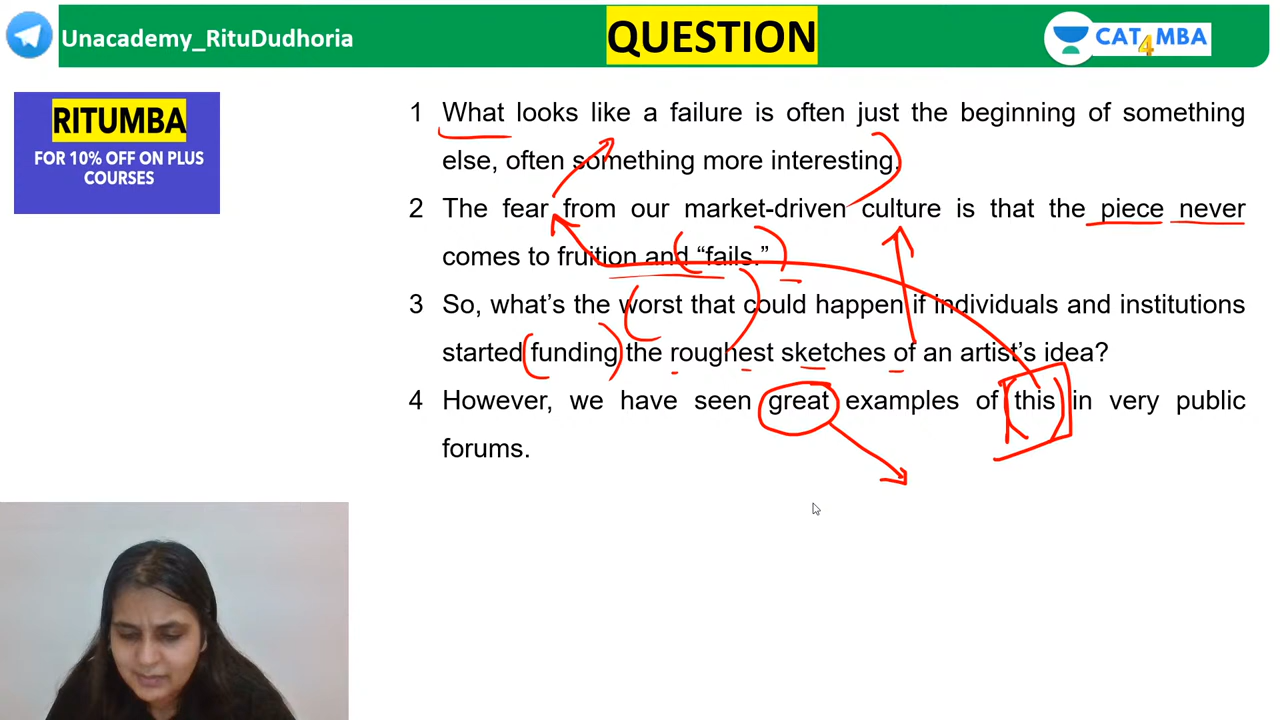 Unacademy_RituDudhoria
QUESTION
CAT4MBA
RITUMBA
FOR 10% OFF ON PLUS
COURSES
1 What looks like a failure is often just the beginning of something
else, often something more interesting.
2 The fear from our market-driven culture is that the piece never
comes to fruition and “fails.”
3 So, what’s the worst that could happen if individuals and institutions
started funding the roughest sketches of an artist’s idea?
4 However, we have seen great examples of this in very public
forums.